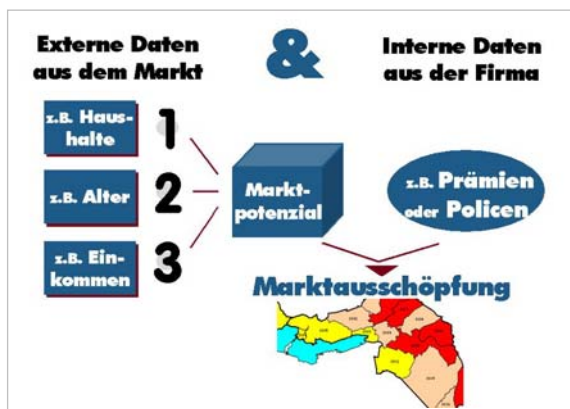 Externe Daten
aus dem Markt
&
Interne Daten
aus der Firma
z.B. Haus-
halte
1
z.B. Alter
2
z.B. Ein-
kommen
3
Markt-
potenzial
z.B. Prämien
oder Policen
Marktausschöpfung